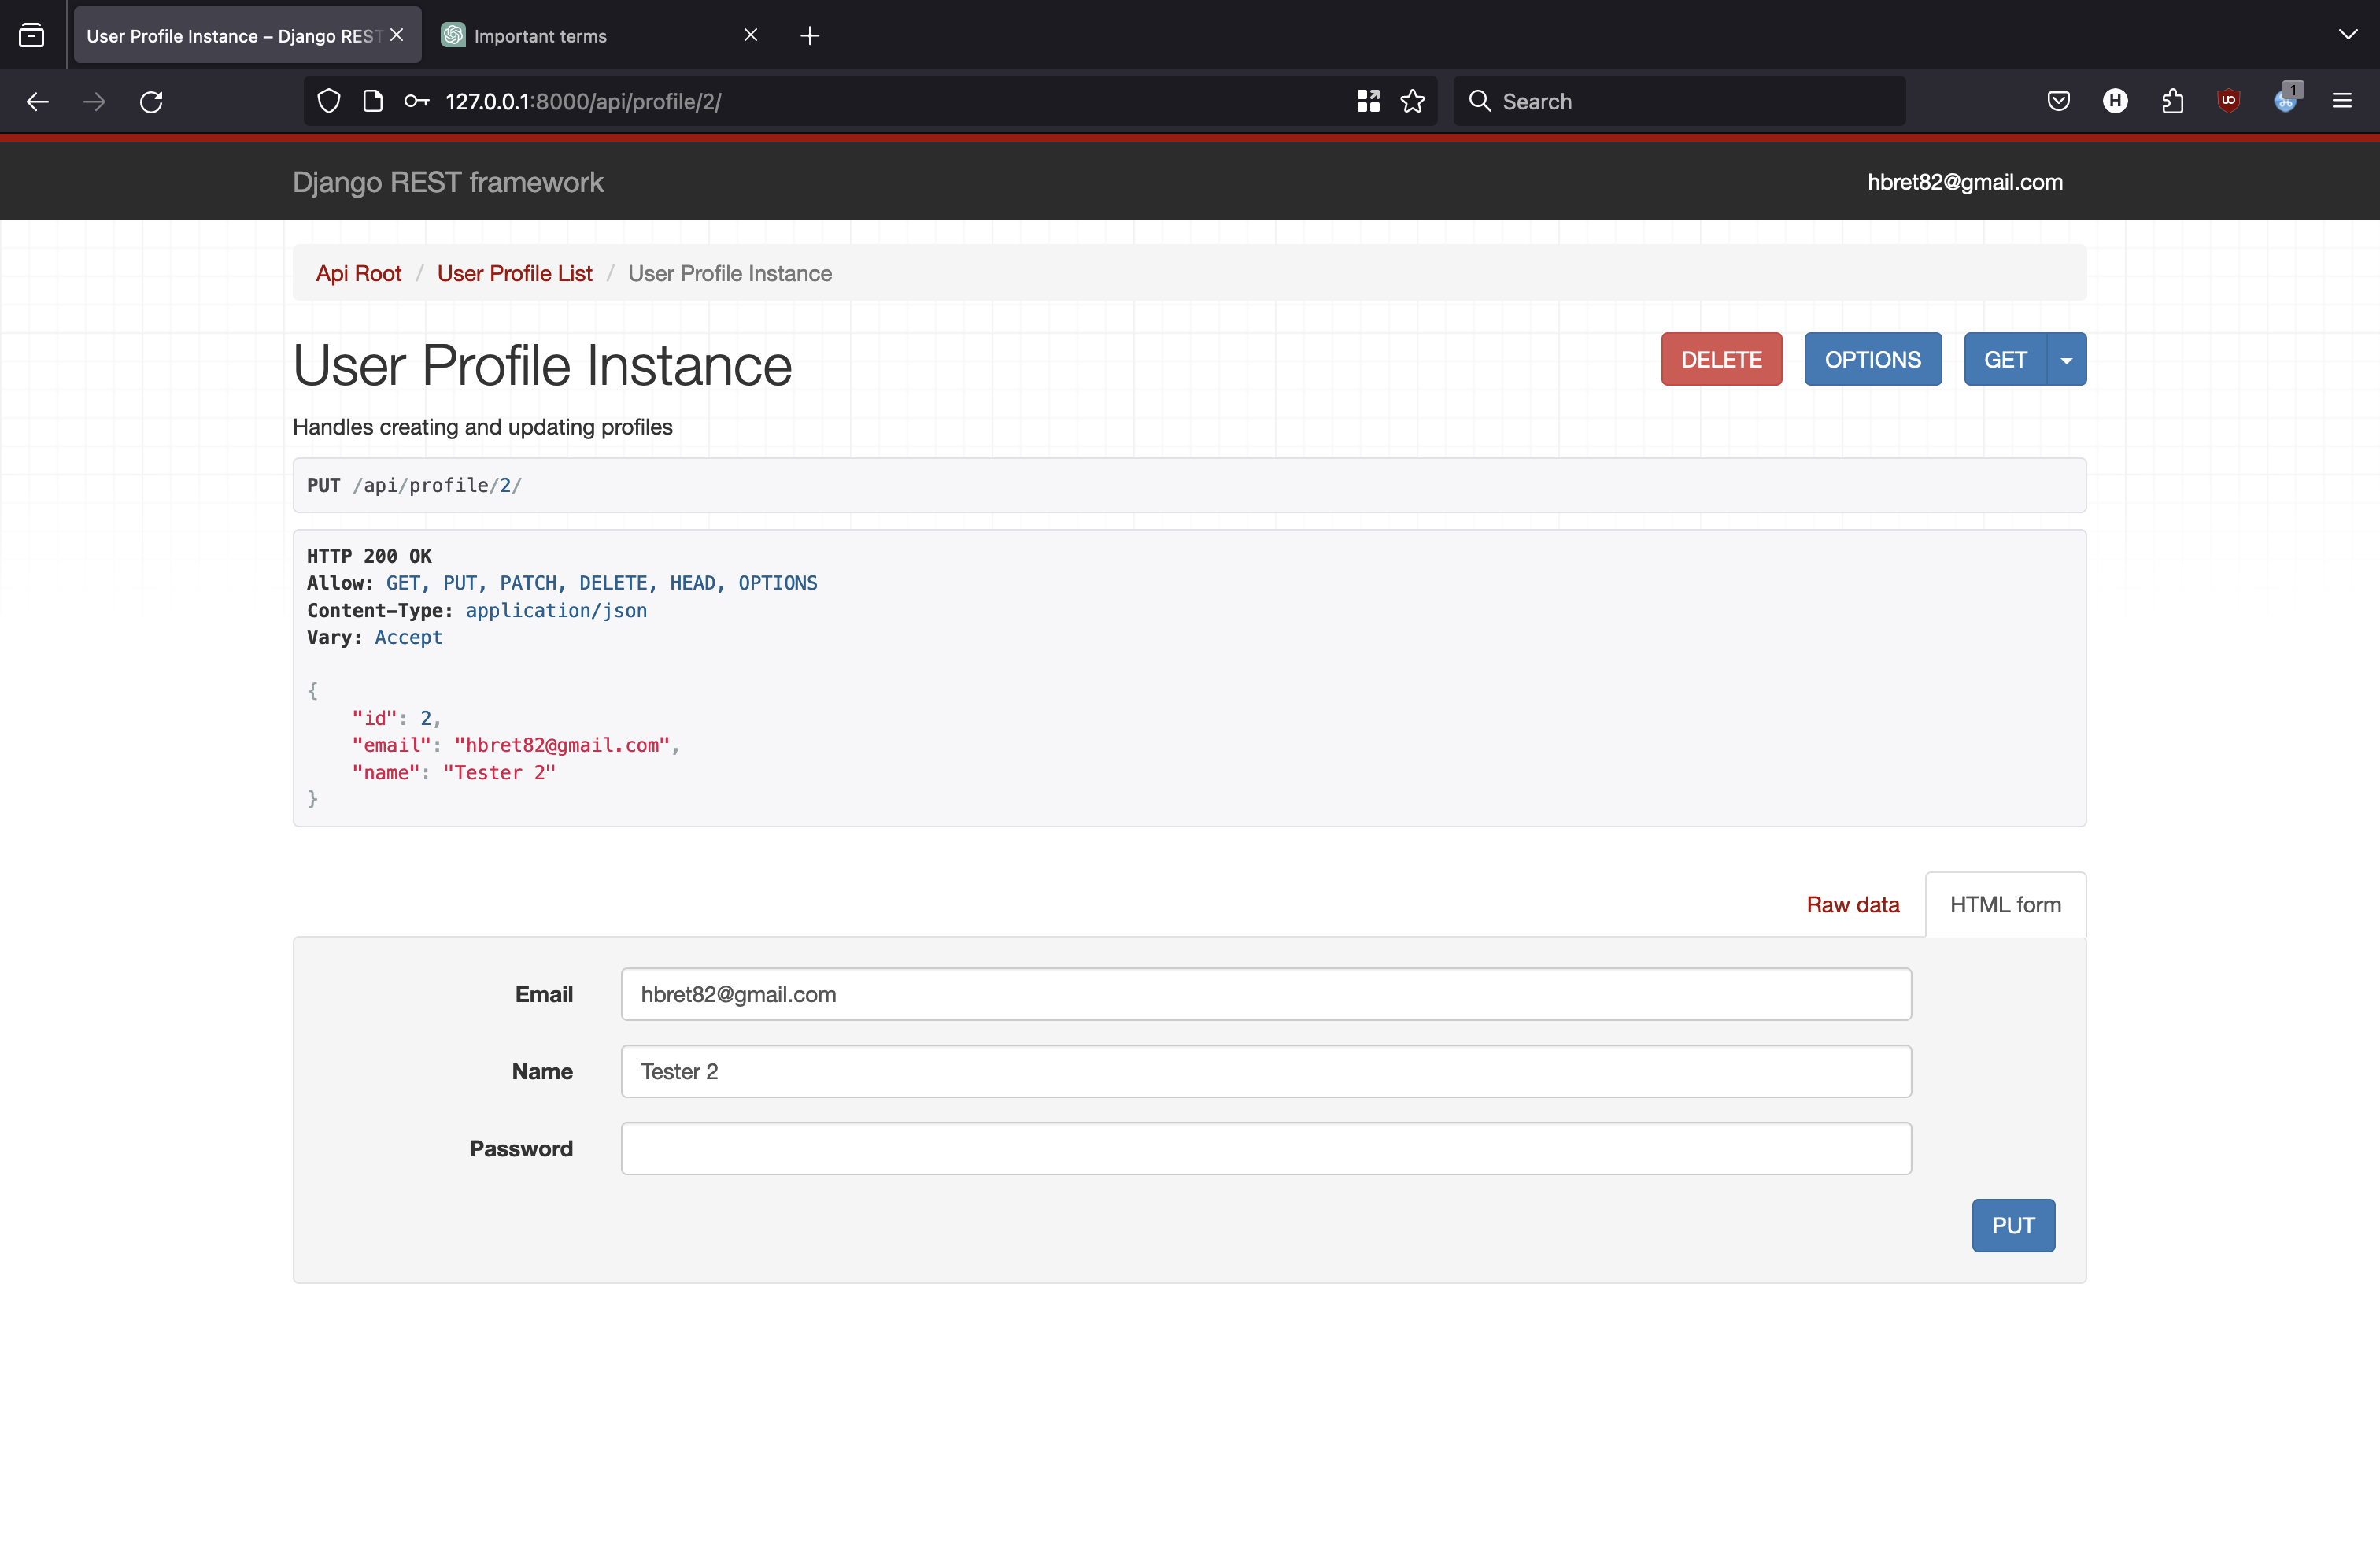 User Profile Instance – Django REST
Important terms
127.0.0.1:8000/api/profile/2/
Search
H
UD
1
Django REST framework
hbret82@gmail.com
Api Root / User Profile List / User Profile Instance
User Profile Instance
DELETE
OPTIONS
GET
Handles creating and updating profiles
PUT /api/profile/2/
HTTP 200 OK
Allow: GET, PUT, PATCH, DELETE, HEAD, OPTIONS
Content-Type: application/json
Vary: Accept
{
"id": 2,
"email": "hbret82@gmail.com",
"name": "Tester 2"
}
Raw data
HTML form
Email
hbret82@gmail.com
Name
Tester 2
Password
PUT